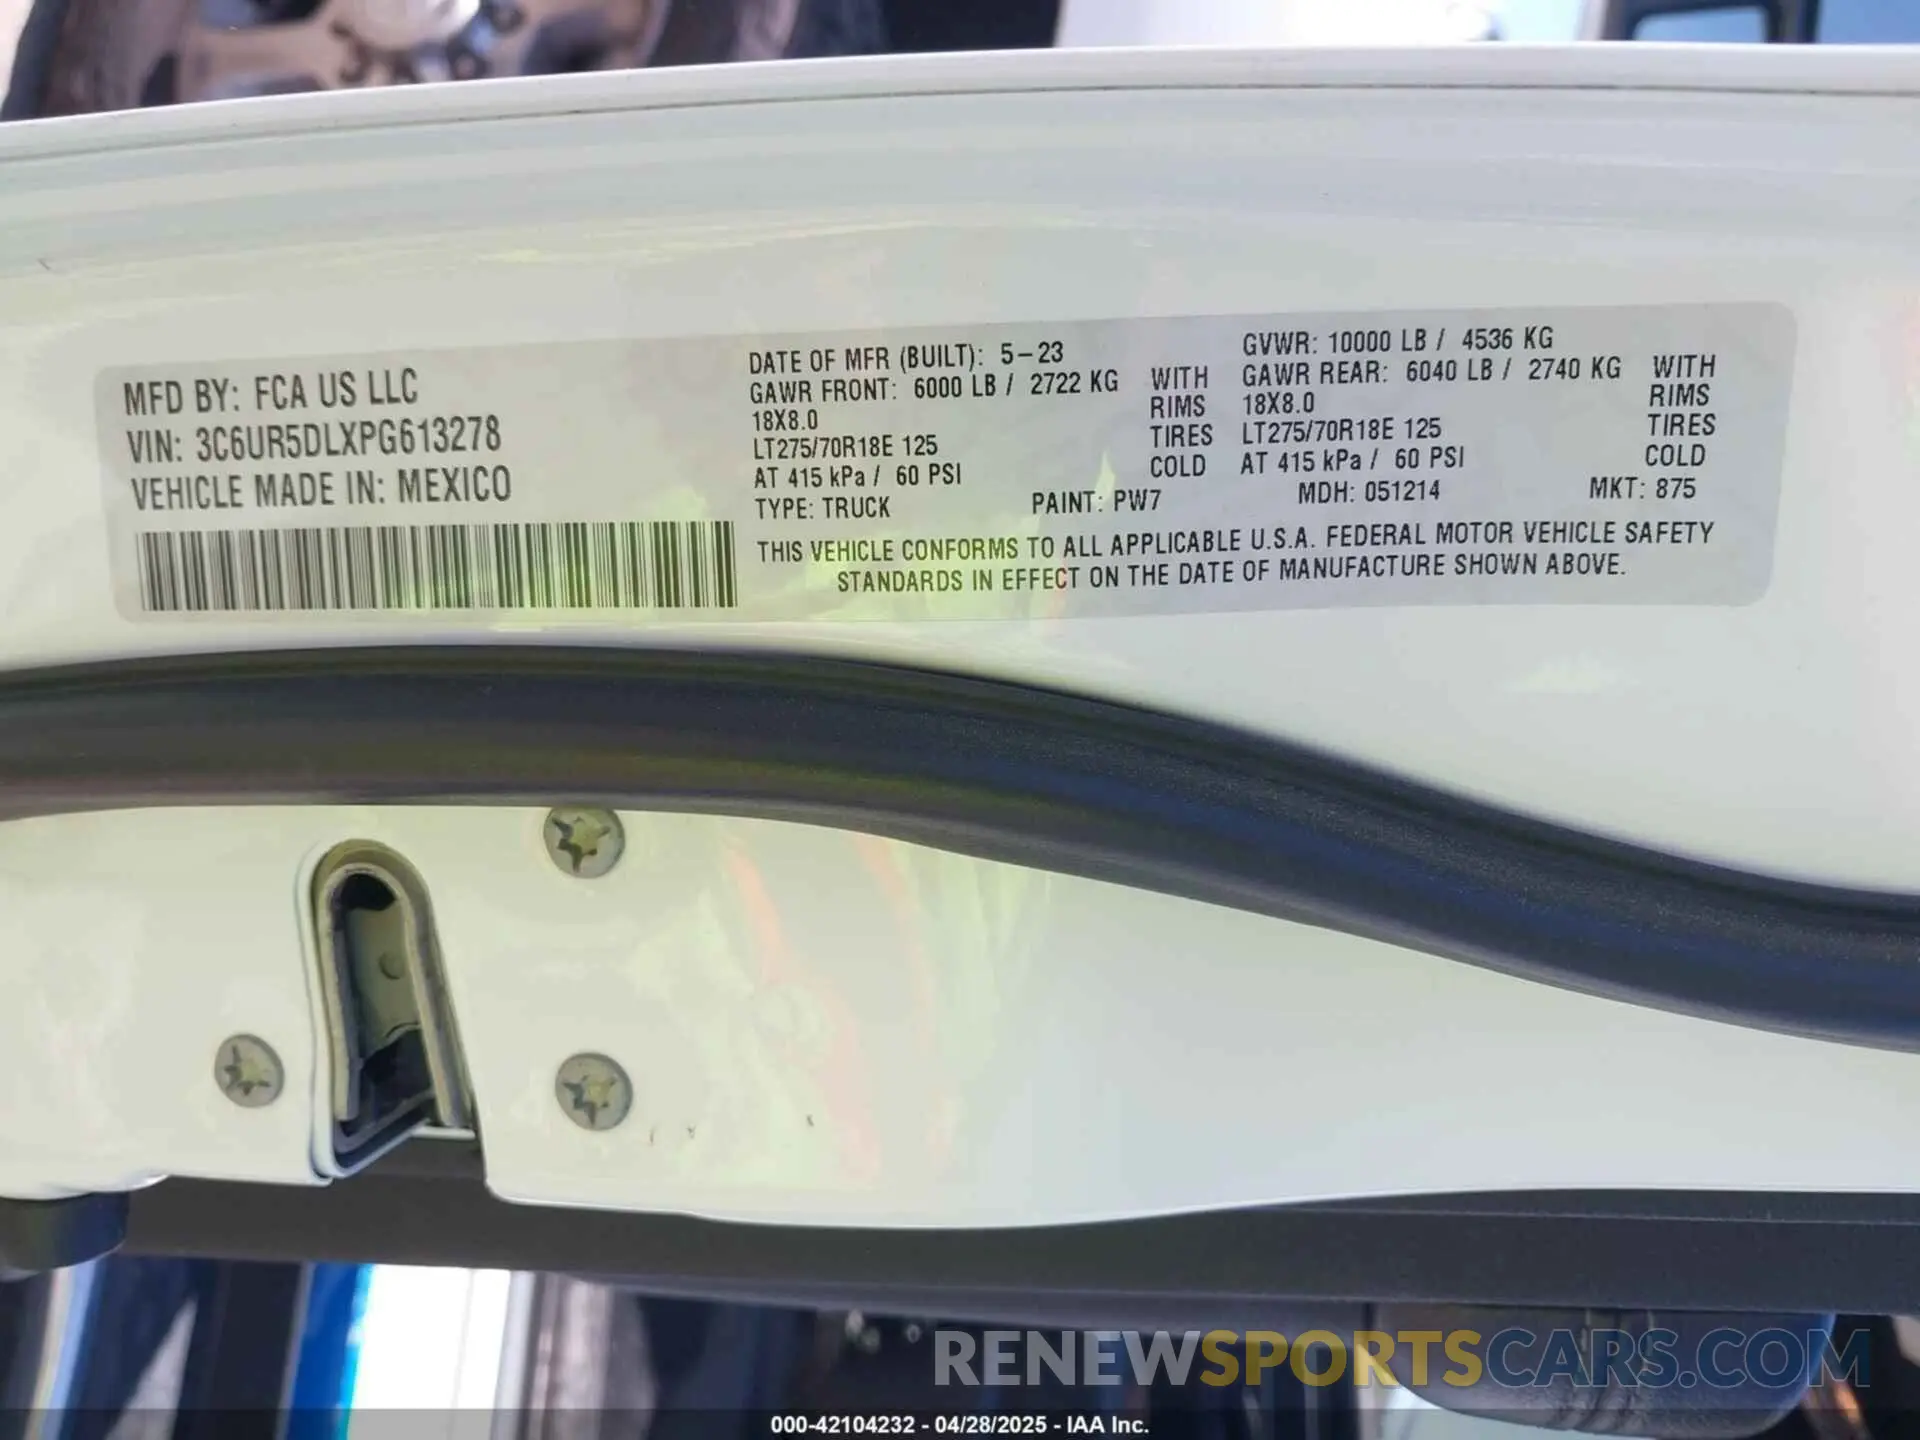 MFD BY: FCA US LLC
VIN: 3C6UR5DLXPG613278
VEHICLE MADE IN: MEXICO
DATE OF MFR (BUILT): 5-23
GVWR: 10000 LB / 4536 KG
GAWR FRONT: 6000 LB / 2722 KG WITH
GAWR REAR: 6040 LB / 2740 KG WITH
18X8.0 RIMS
18X8.0 RIMS
LT275/70R18E 125 TIRES
LT275/70R18E 125 TIRES
AT 415 kPa / 60 PSI COLD
AT 415 kPa / 60 PSI COLD
TYPE: TRUCK PAINT: PW7 MDH: 051214 MKT: 875
THIS VEHICLE CONFORMS TO ALL APPLICABLE U.S.A. FEDERAL MOTOR VEHICLE SAFETY
STANDARDS IN EFFECT ON THE DATE OF MANUFACTURE SHOWN ABOVE.
RENEWSPORTSCARS.COM
000-42104232 - 04/28/2025 - IAA Inc.